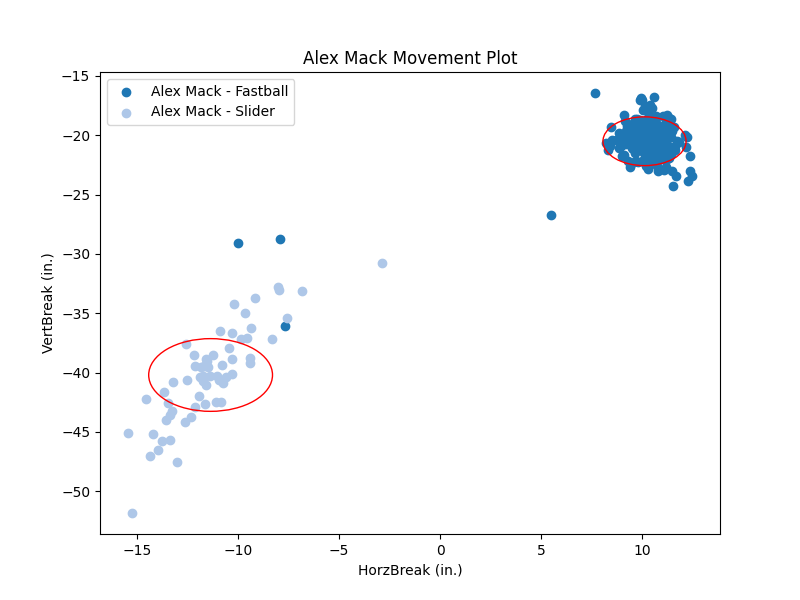 Alex Mack Movement Plot
Alex Mack - Fastball
Alex Mack - Slider
VertBreak (in.)
−15
−20
−25
−30
−35
−40
−45
−50
−15
−10
−5
0
5
10
HorzBreak (in.)